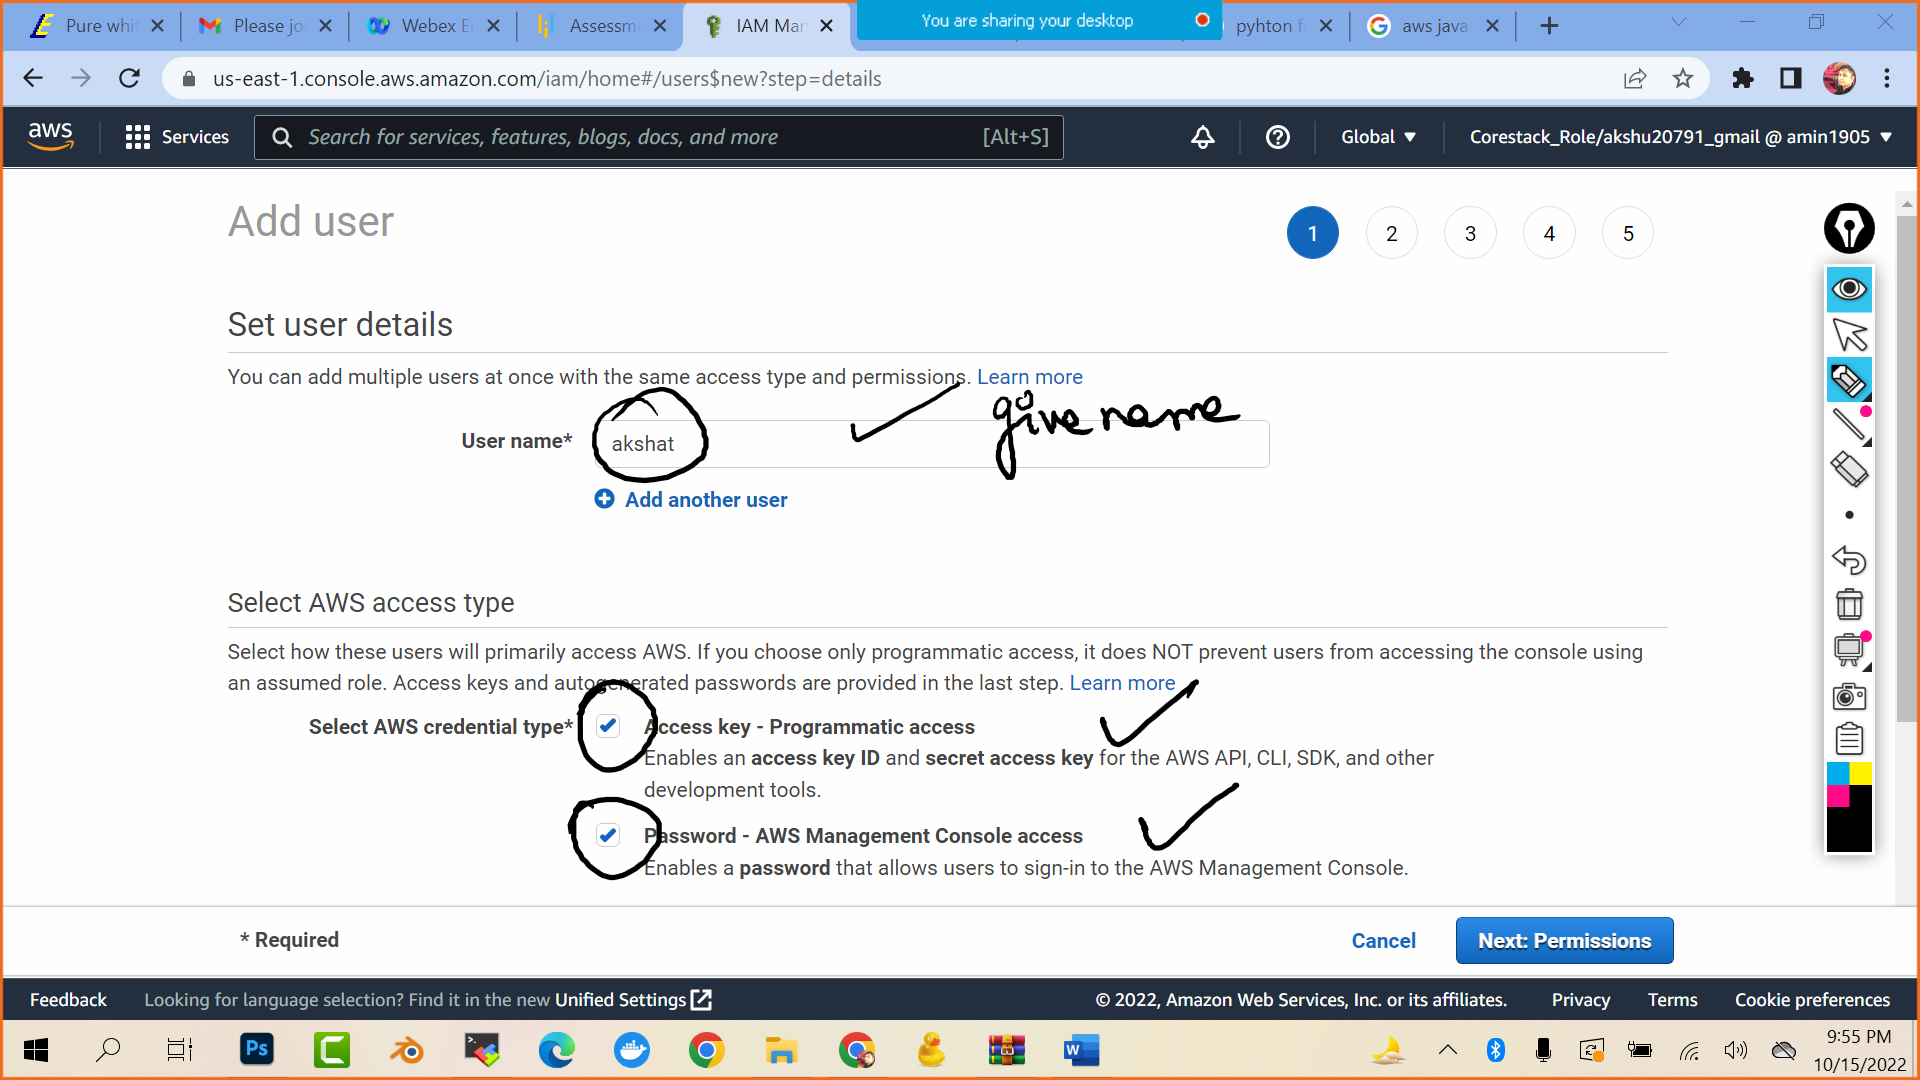 Pure whi
Please jo
Webex E
Assessm
IAM Man
You are sharing your desktop
pyhton f
aws java
us-east-1.console.aws.amazon.com/iam/home#/users$new?step=details
aws
Services
Search for services, features, blogs, docs, and more
[Alt+S]
Global
Corestack_Role/akshu20791_gmail @ amin1905
Add user
1
2
3
4
5
Set user details
You can add multiple users at once with the same access type and permissions. Learn more
give name
User name*
akshat
Add another user
Select AWS access type
Select how these users will primarily access AWS. If you choose only programmatic access, it does NOT prevent users from accessing the console using
an assumed role. Access keys and autogenerated passwords are provided in the last step. Learn more
Select AWS credential type*
Access key - Programmatic access
Enables an access key ID and secret access key for the AWS API, CLI, SDK, and other
development tools.
Password - AWS Management Console access
Enables a password that allows users to sign-in to the AWS Management Console.
* Required
Cancel
Next: Permissions
Feedback
Looking for language selection? Find it in the new Unified Settings
© 2022, Amazon Web Services, Inc. or its affiliates.
Privacy
Terms
Cookie preferences
Ps
C
W
9:55 PM
10/15/2022